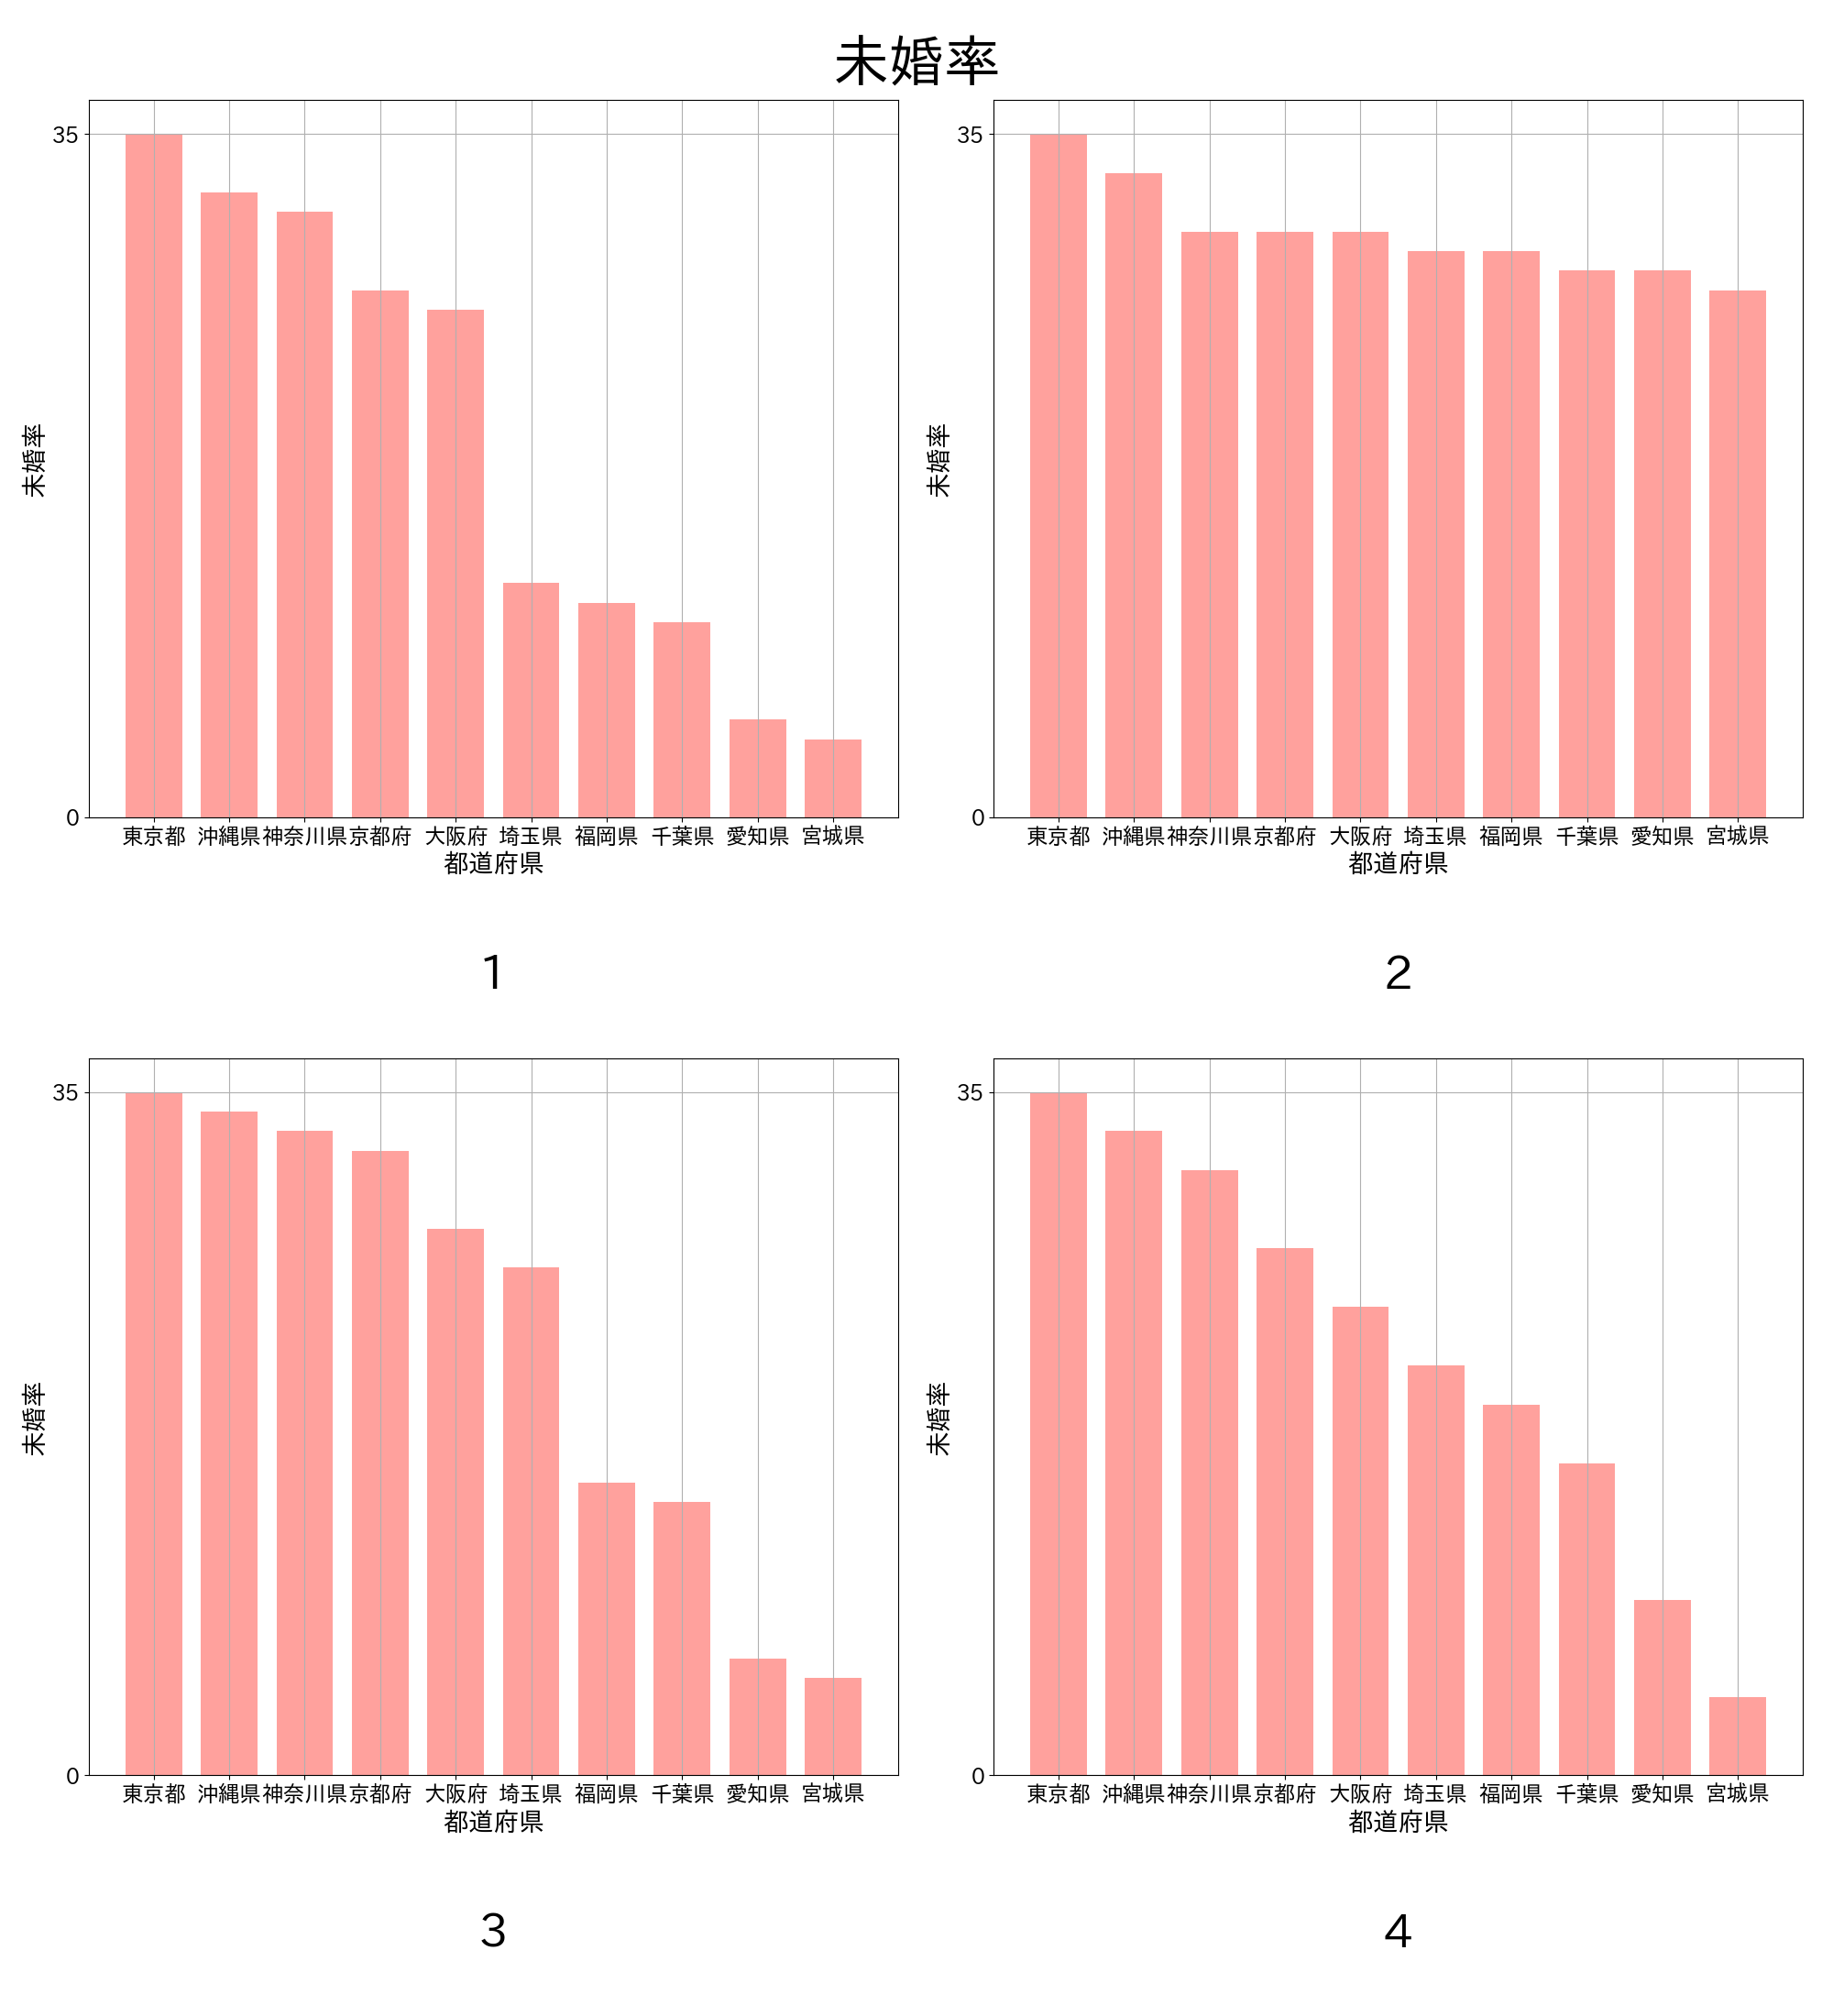 未婚率
35
0
未婚率
東京都 沖縄県 神奈川県 京都府 大阪府 埼玉県 福岡県 千葉県 愛知県 宮城県
都道府県
1
35
0
未婚率
東京都 沖縄県 神奈川県 京都府 大阪府 埼玉県 福岡県 千葉県 愛知県 宮城県
都道府県
2
35
0
未婚率
東京都 沖縄県 神奈川県 京都府 大阪府 埼玉県 福岡県 千葉県 愛知県 宮城県
都道府県
3
35
0
未婚率
東京都 沖縄県 神奈川県 京都府 大阪府 埼玉県 福岡県 千葉県 愛知県 宮城県
都道府県
4